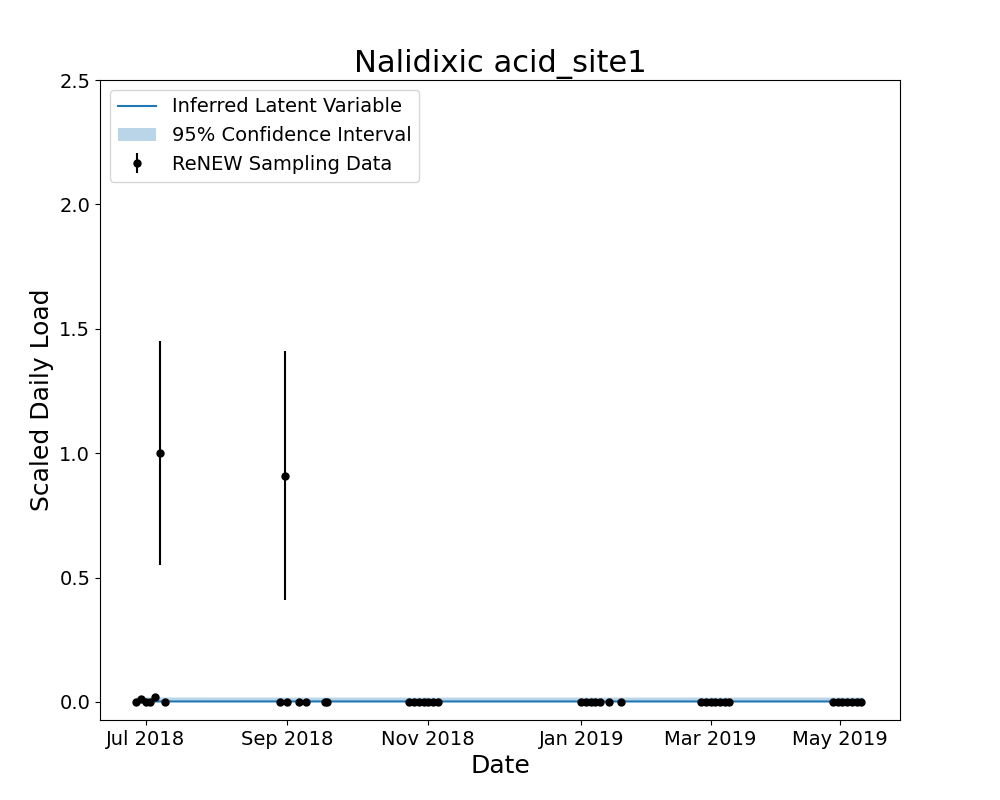 Nalidixic acid_site1
2.5
2.0
1.5
1.0
0.5
0.0
Scaled Daily Load
Inferred Latent Variable
95% Confidence Interval
ReNEW Sampling Data
Jul 2018 Sep 2018 Nov 2018 Jan 2019 Mar 2019 May 2019
Date